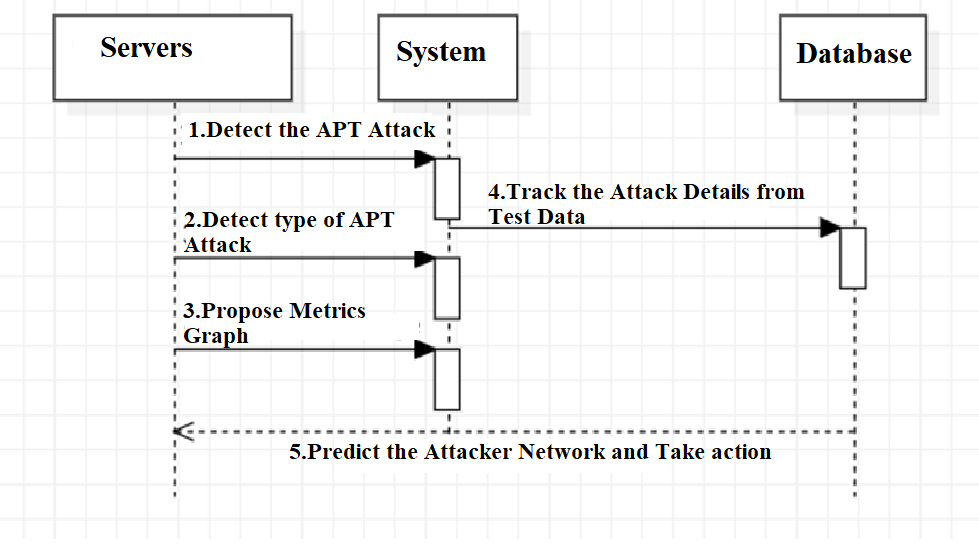 Servers
System
Database
1.Detect the APT Attack
4.Track the Attack Details from
Test Data
2.Detect type of APT
Attack
3.Propose Metrics
Graph
5.Predict the Attacker Network and Take action